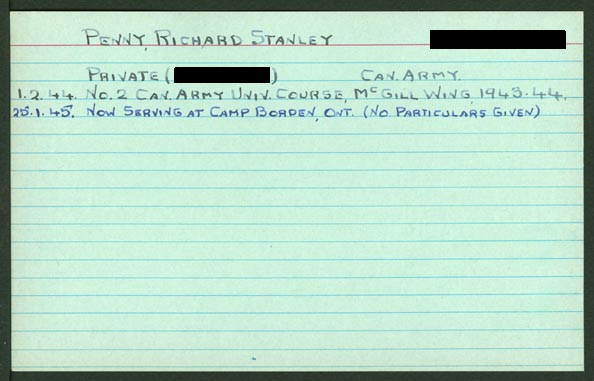 PENNY, RICHARD STANLEY
PRIVATE ( ) CAN. ARMY.
1.2.44. No. 2 CAN. ARMY UNIV. COURSE, McGILL WING, 1943-44.
25.1.45. NOW SERVING AT CAMP BORDEN, ONT. (NO PARTICULARS GIVEN)